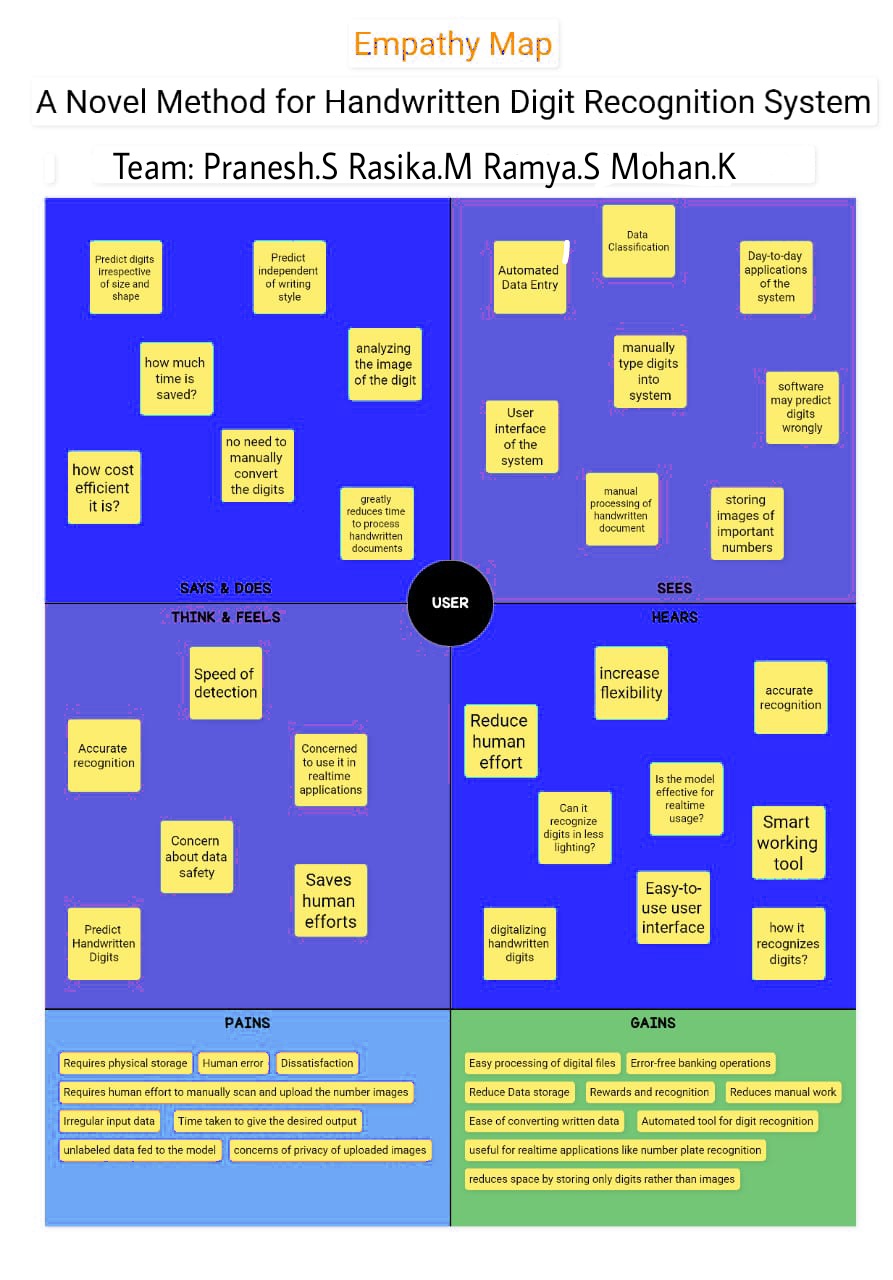 Empathy Map
A Novel Method for Handwritten Digit Recognition System
Team: Pranesh.S Rasika.M Ramya.S Mohan.K
Predict digits
irrespective
of size and
shape
Predict
independent
of writing
style
how much
time is
saved?
analyzing
the image
of the digit
how cost
efficient
it is?
no need to
manually
convert
the digits
greatly
reduces time
to process
handwritten
documents
SAYS & DOES
Data
Classification
Automated
Data Entry
Day-to-day
applications
of the
system
manually
type digits
into
system
software
may predict
digits
wrongly
User
interface
of the
system
manual
processing of
handwritten
document
storing
images of
important
numbers
SEES
USER
THINK & FEELS
Speed of
detection
Accurate
recognition
Concerned
to use it in
realtime
applications
Concern
about data
safety
Saves
human
efforts
Predict
Handwritten
Digits
HEARS
increase
flexibility
accurate
recognition
Reduce
human
effort
Is the model
effective for
realtime
usage?
Can it
recognize
digits in less
lighting?
Smart
working
tool
Easy-to-
use user
interface
digitalizing
handwritten
digits
how it
recognizes
digits?
PAINS
Requires physical storage
Human error
Dissatisfaction
Requires human effort to manually scan and upload the number images
Irregular input data
Time taken to give the desired output
unlabeled data fed to the model
concerns of privacy of uploaded images
GAINS
Easy processing of digital files
Error-free banking operations
Reduce Data storage
Rewards and recognition
Reduces manual work
Ease of converting written data
Automated tool for digit recognition
useful for realtime applications like number plate recognition
reduces space by storing only digits rather than images